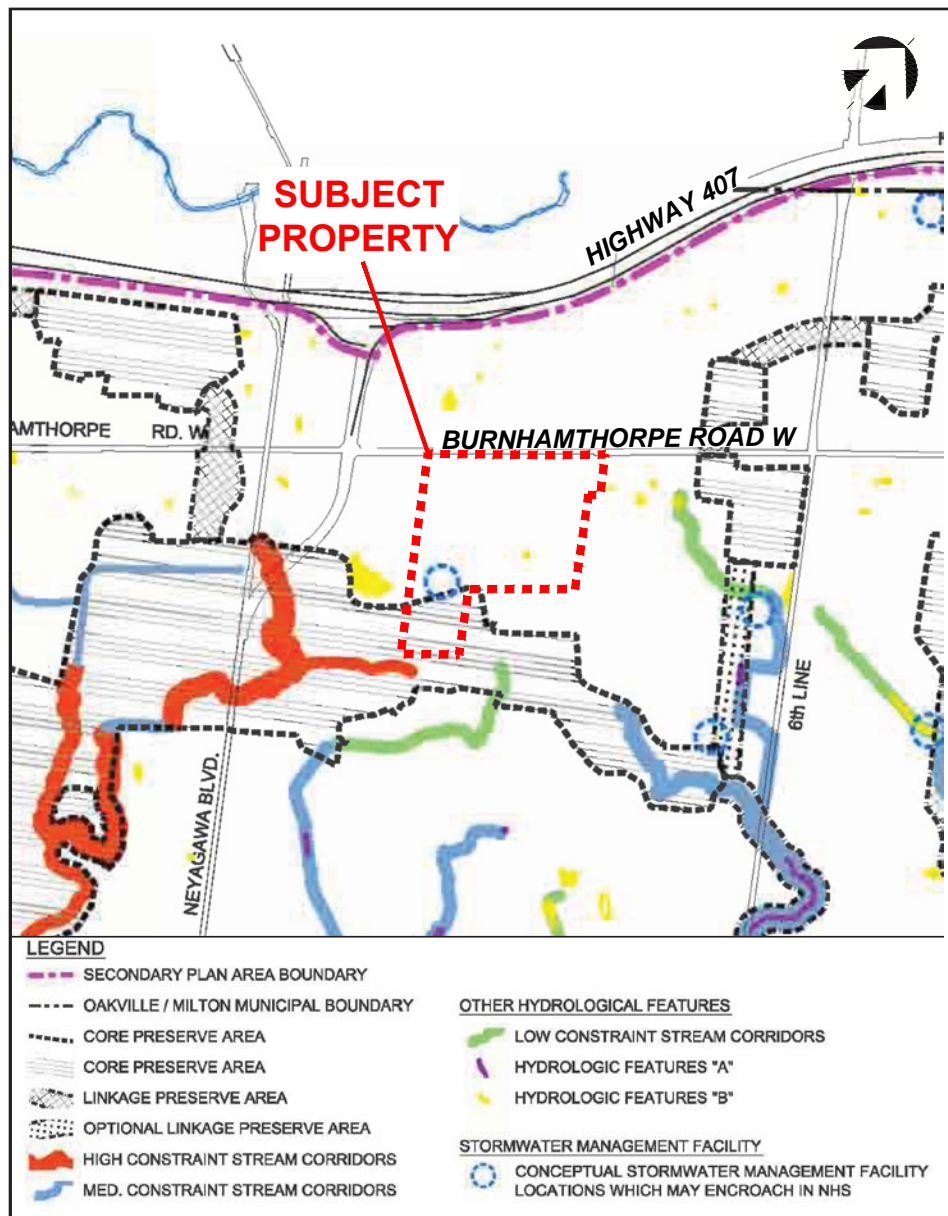 HIGHWAY 407
SUBJECT
PROPERTY
AMTHORPE RD. W
BURNHAMTHORPE ROAD W
NEYAGAWA BLVD.
6th LINE
LEGEND
SECONDARY PLAN AREA BOUNDARY
OAKVILLE / MILTON MUNICIPAL BOUNDARY
CORE PRESERVE AREA
CORE PRESERVE AREA
LINKAGE PRESERVE AREA
OPTIONAL LINKAGE PRESERVE AREA
HIGH CONSTRAINT STREAM CORRIDORS
MED. CONSTRAINT STREAM CORRIDORS
OTHER HYDROLOGICAL FEATURES
LOW CONSTRAINT STREAM CORRIDORS
HYDROLOGIC FEATURES "A"
HYDROLOGIC FEATURES "B"
STORMWATER MANAGEMENT FACILITY
CONCEPTUAL STORMWATER MANAGEMENT FACILITY
LOCATIONS WHICH MAY ENCROACH IN NHS